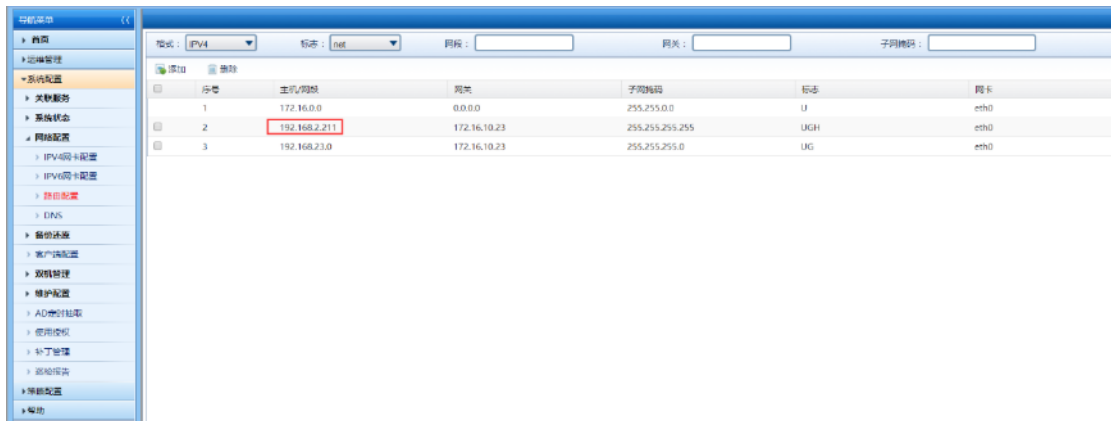 导航菜单
首页
运维管理
系统配置
关联服务
系统状态
网络配置
IPV4网卡配置
IPV6网卡配置
路由配置
DNS
备份还原
客户端配置
双机管理
维护配置
AD定时抽取
使用授权
补丁管理
巡检报告
策略配置
帮助
格式： IPV4 标志： net 网段： 网关： 子网掩码：
添加 删除
序号 主机/网段 网关 子网掩码 标志 网卡
1 172.16.0.0 0.0.0.0 255.255.0.0 U eth0
2 192.168.2.211 172.16.10.23 255.255.255.255 UGH eth0
3 192.168.23.0 172.16.10.23 255.255.255.0 UG eth0